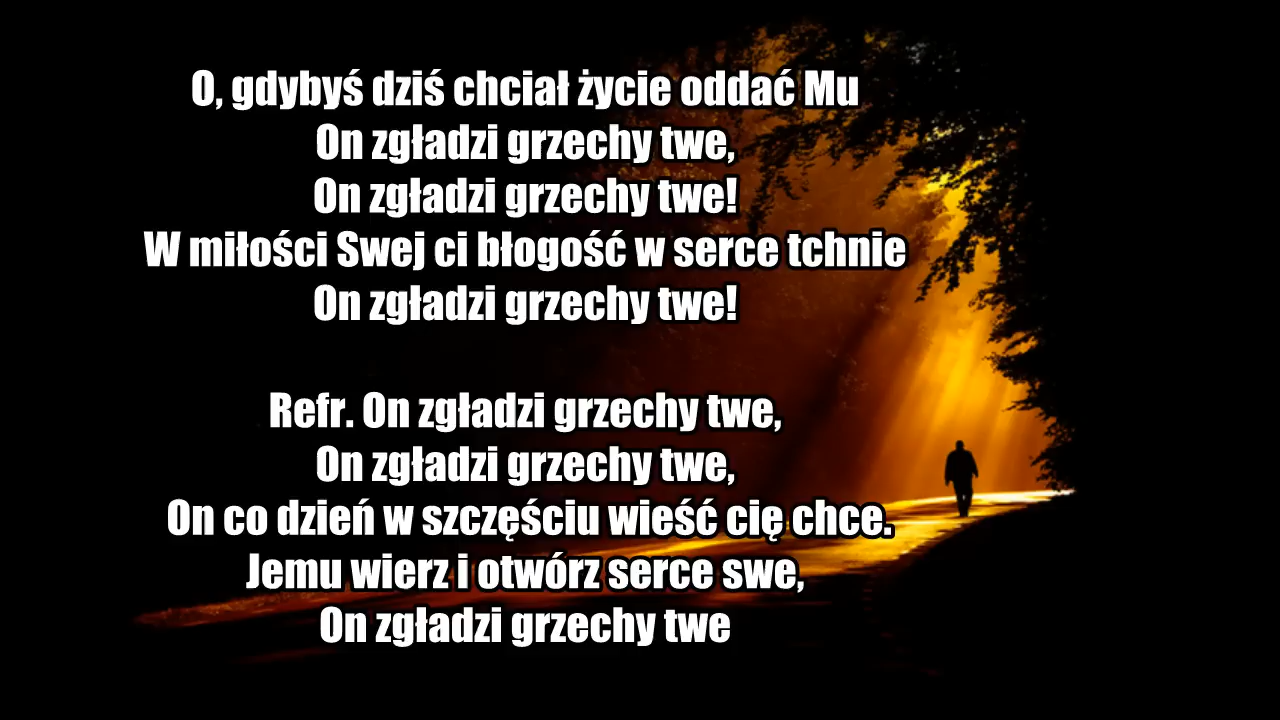 O, gdybyś dziś chciał życie oddać Mu
On zgładzi grzechy twe,
On zgładzi grzechy twe!
W miłości Swej ci błogość w serce tchnie
On zgładzi grzechy twe!
Refr. On zgładzi grzechy twe,
On zgładzi grzechy twe,
On co dzień w szczęściu wieść cię chce.
Jemu wierz i otwórz serce swe,
On zgładzi grzechy twe